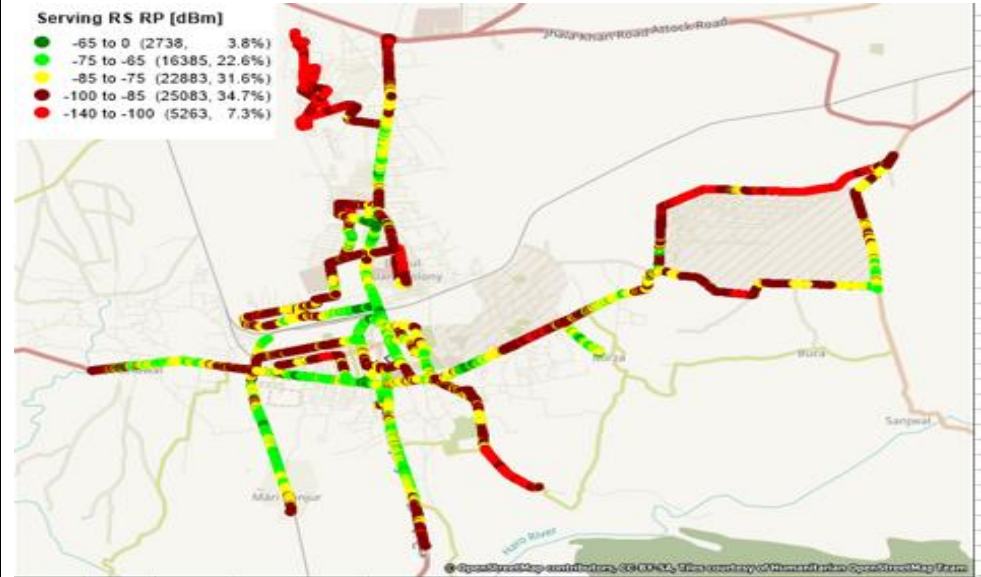 Serving RS RP [dBm]
-65 to 0 (2738, 3.8%)
-75 to -65 (16385, 22.6%)
-85 to -75 (22883, 31.6%)
-100 to -85 (25083, 34.7%)
-140 to -100 (5263, 7.3%)
Jhala Khan Road Attock Road
Bura
Sanpwal
Haro River
© OpenStreetMap contributors, CC-BY-SA, Tiles courtesy of Humanitarian OpenStreetMap Team